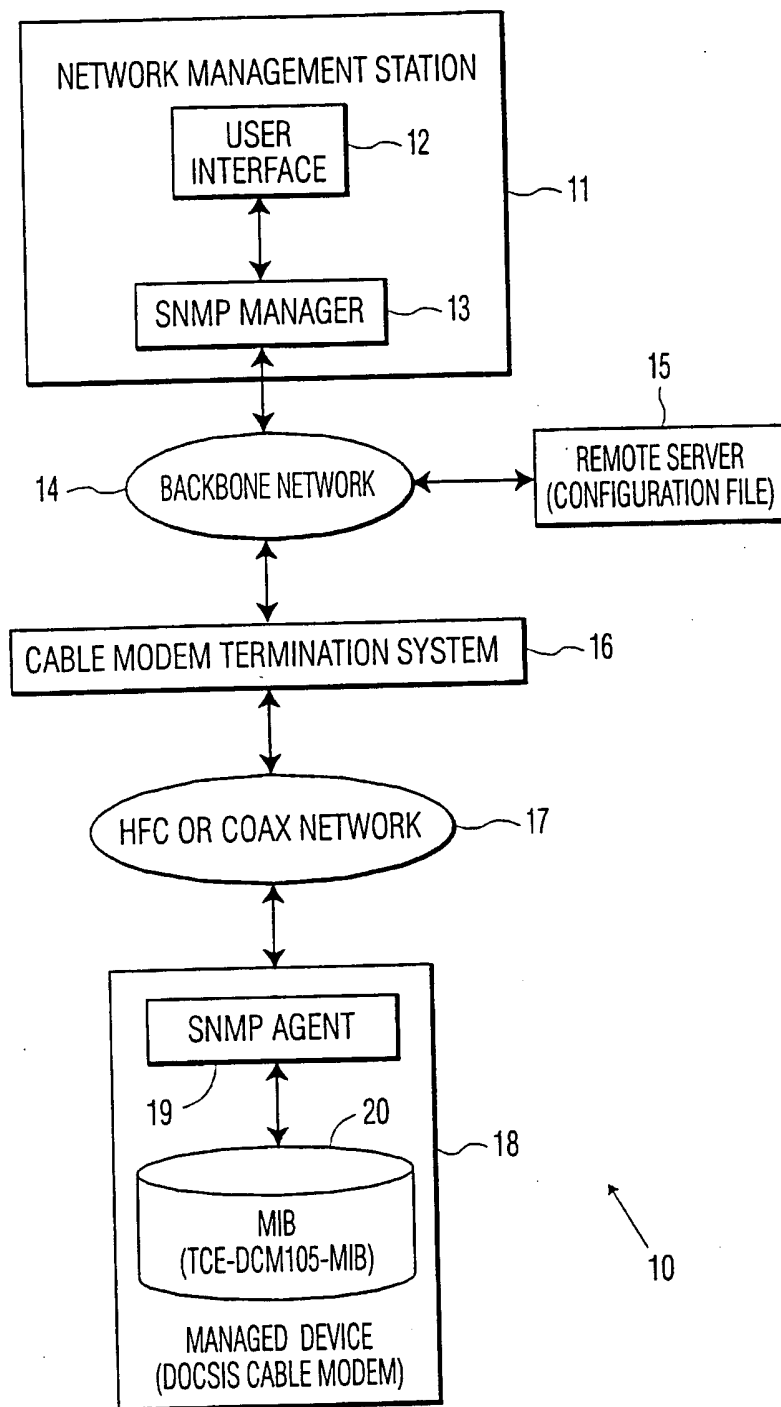 NETWORK MANAGEMENT STATION
USER
INTERFACE
12
11
SNMP MANAGER
13
15
14
BACKBONE NETWORK
REMOTE SERVER
(CONFIGURATION FILE)
CABLE MODEM TERMINATION SYSTEM
16
HFC OR COAX NETWORK
17
SNMP AGENT
19
20
18
MIB
(TCE-DCM105-MIB)
10
MANAGED DEVICE
(DOCSIS CABLE MODEM)